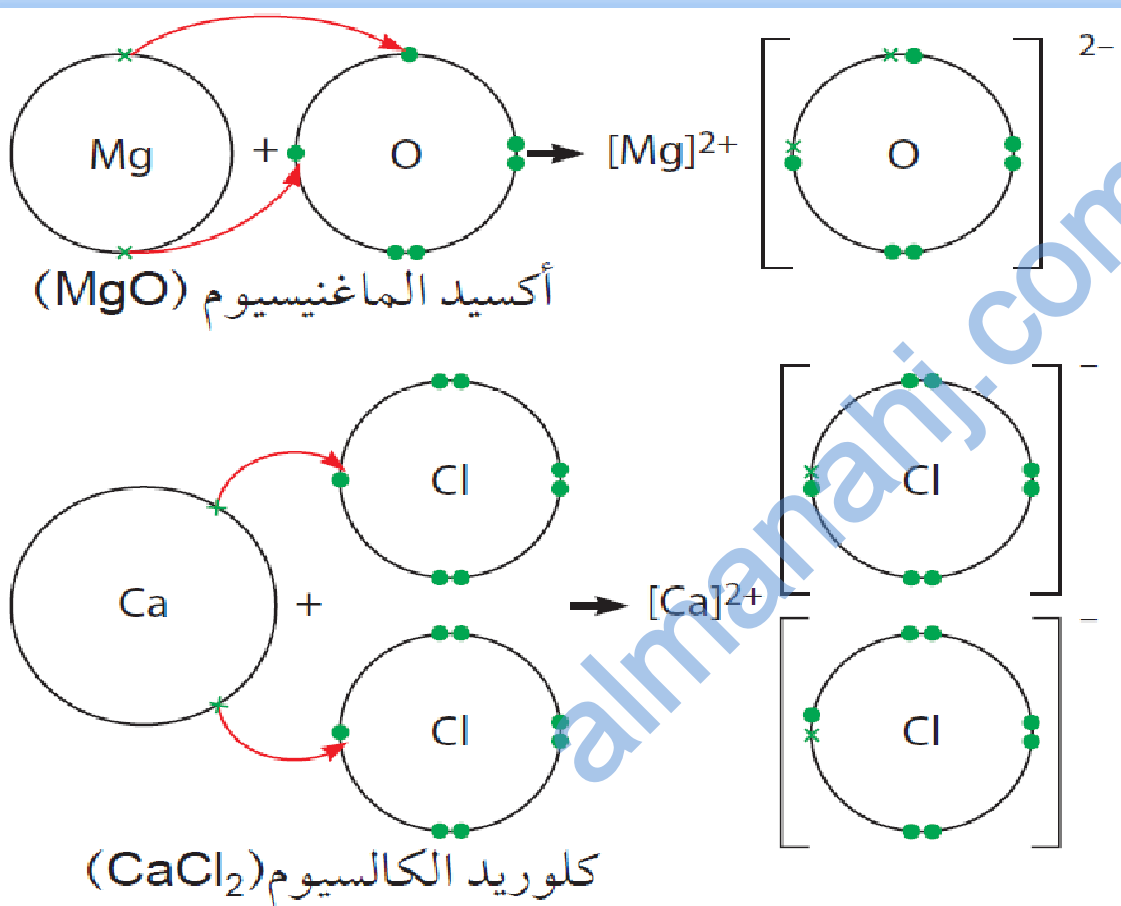 Mg + O → [Mg]2+ [ O ] 2–
أكسيد الماغنيسيوم (MgO)
Ca + Cl Cl → [Ca]2+ [ Cl ] – [ Cl ] –
كلوريد الكالسيوم(CaCl2)
almanahj.com